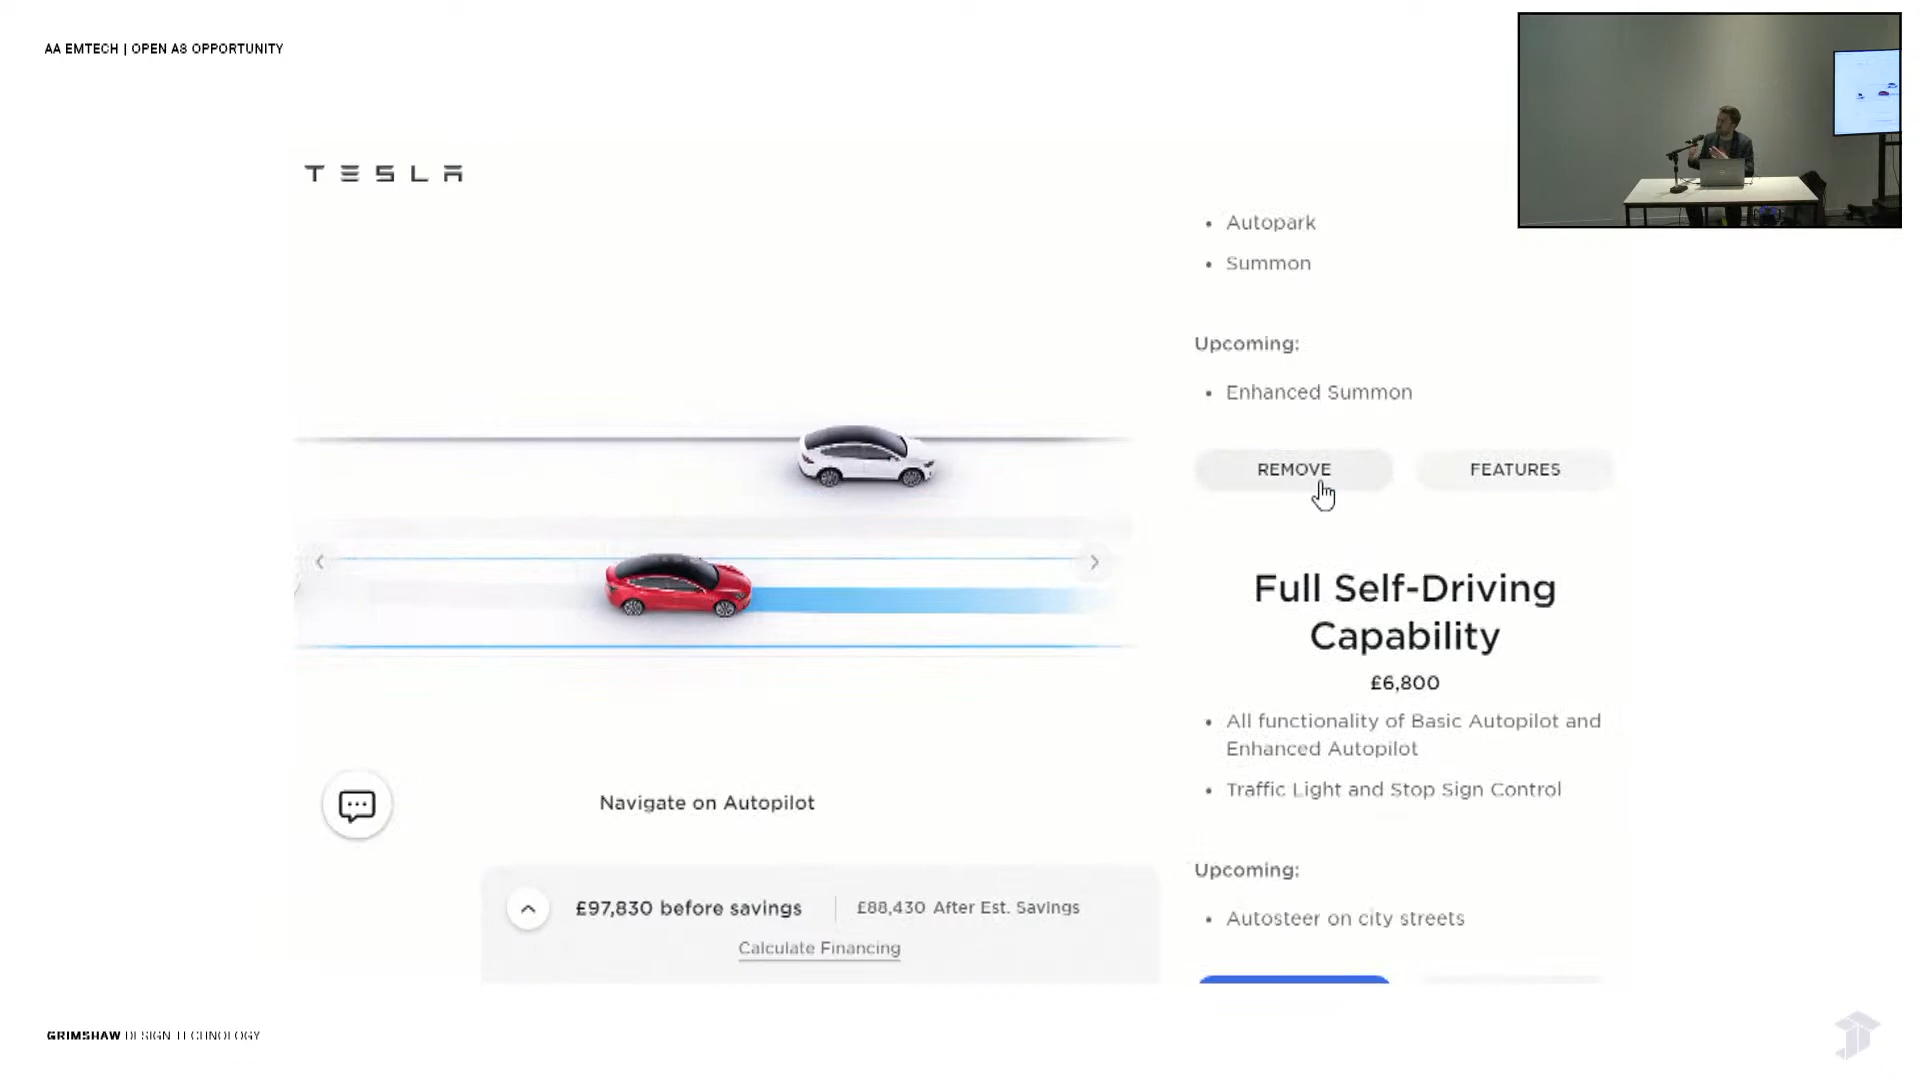 AA EMTECH | OPEN AS OPPORTUNITY
TESLA
• Autopark
• Summon
Upcoming:
• Enhanced Summon
REMOVE
FEATURES
Full Self-Driving
Capability
£6,800
• All functionality of Basic Autopilot and
Enhanced Autopilot
• Traffic Light and Stop Sign Control
Upcoming:
• Autosteer on city streets
Navigate on Autopilot
£97,830 before savings
£88,430 After Est. Savings
Calculate Financing
GRIMSHAW DESIGN TECHNOLOGY